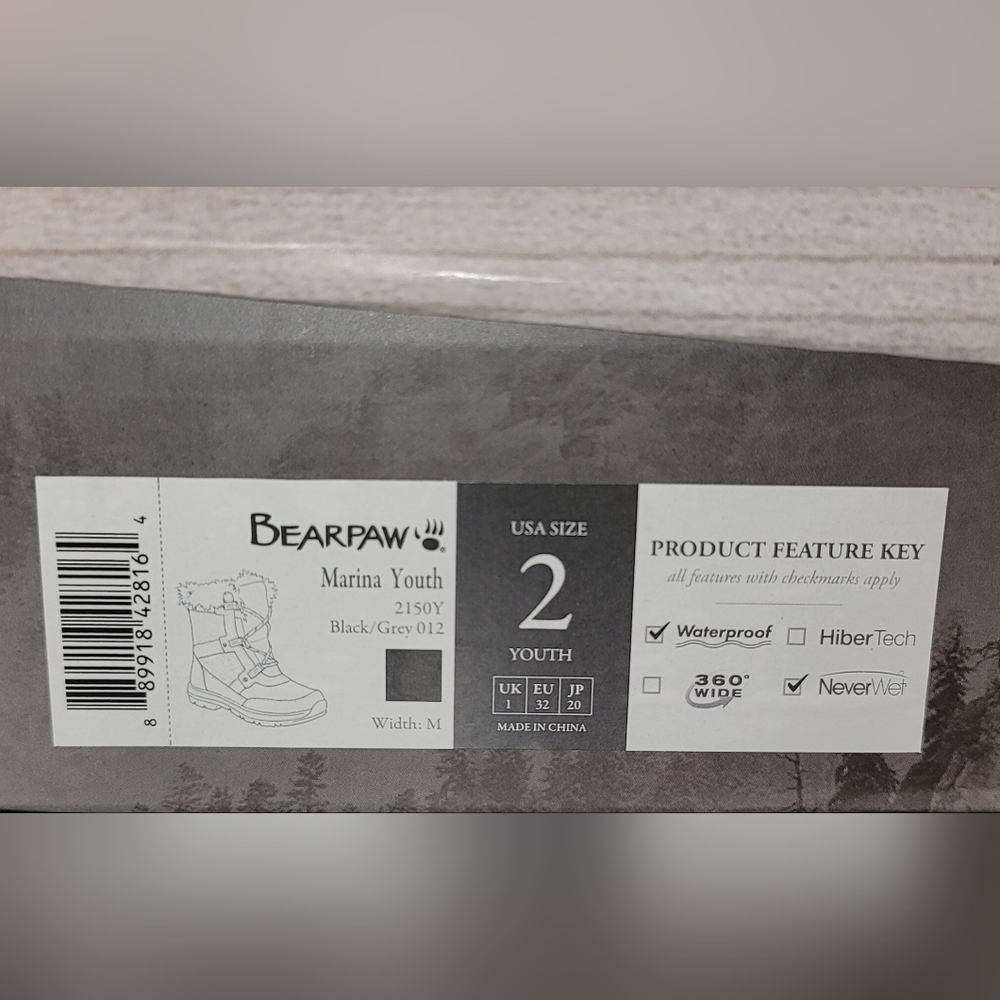 8 89918 42816 4
BEARPAW
Marina Youth
2150Y
Black/Grey 012
Width: M
USA SIZE
2
YOUTH
UK EU JP
1 32 20
MADE IN CHINA
PRODUCT FEATURE KEY
all features with checkmarks apply
Waterproof HiberTech
360° WIDE NeverWet